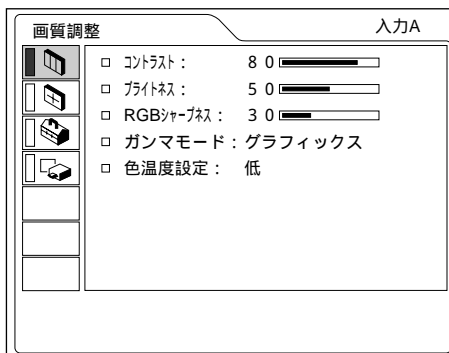 画質調整
入力A
コントラスト： 80
ブライトネス： 50
RGBシャープネス： 30
ガンマモード：グラフィックス
色温度設定： 低